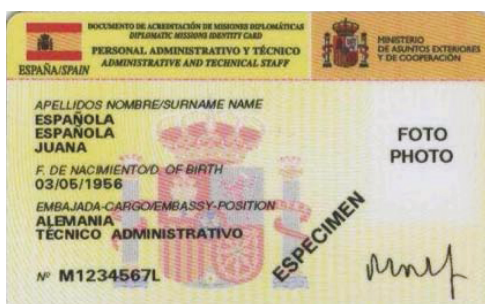 DOCUMENTO DE ACREDITACIÓN DE MISIONES DIPLOMÁTICAS
DIPLOMATIC MISSIONS IDENTITY CARD
PERSONAL ADMINISTRATIVO Y TÉCNICO
ADMINISTRATIVE AND TECHNICAL STAFF
ESPAÑA/SPAIN
MINISTERIO
DE ASUNTOS EXTERIORES
Y DE COOPERACIÓN
APELLIDOS NOMBRE/SURNAME NAME
ESPAÑOLA
ESPAÑOLA
JUANA
F. DE NACIMIENTO/D. OF BIRTH
03/05/1956
EMBAJADA-CARGO/EMBASSY-POSITION
ALEMANIA
TÉCNICO ADMINISTRATIVO
Nº M1234567L
FOTO
PHOTO
ESPECIMEN